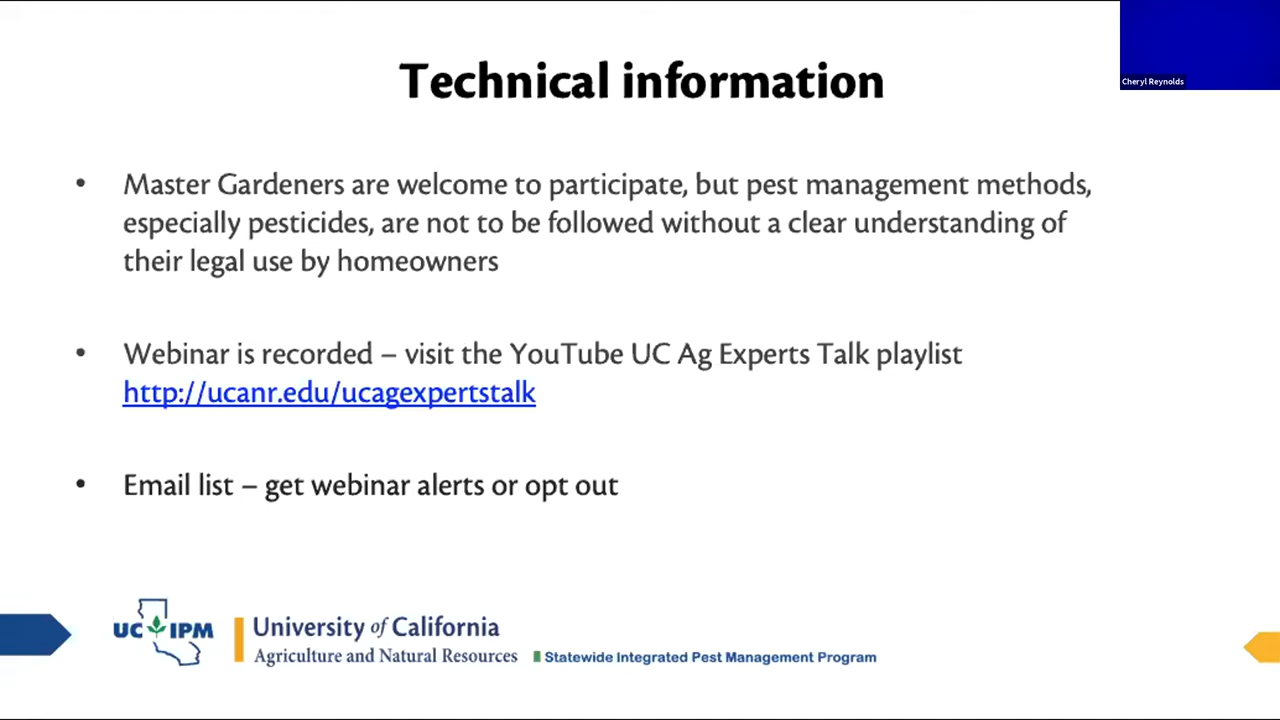 Technical information
Cheryl Reynolds
• Master Gardeners are welcome to participate, but pest management methods,
especially pesticides, are not to be followed without a clear understanding of
their legal use by homeowners
• Webinar is recorded – visit the YouTube UC Ag Experts Talk playlist
http://ucanr.edu/ucagexpertstalk
• Email list – get webinar alerts or opt out
UC IPM
University of California
Agriculture and Natural Resources
Statewide Integrated Pest Management Program